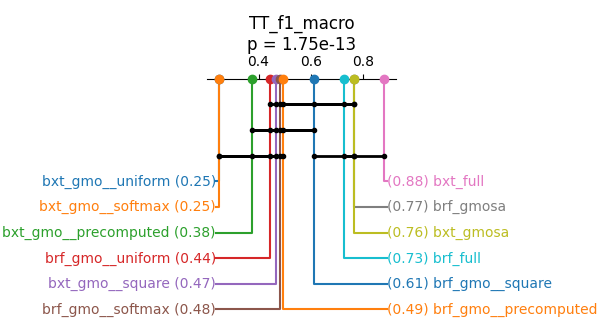 TT_f1_macro
p = 1.75e-13
0.4 0.6 0.8
bxt_gmo__uniform (0.25)
bxt_gmo__softmax (0.25)
bxt_gmo__precomputed (0.38)
brf_gmo__uniform (0.44)
bxt_gmo__square (0.47)
brf_gmo__softmax (0.48)
(0.88) bxt_full
(0.77) brf_gmosa
(0.76) bxt_gmosa
(0.73) brf_full
(0.61) brf_gmo__square
(0.49) brf_gmo__precomputed